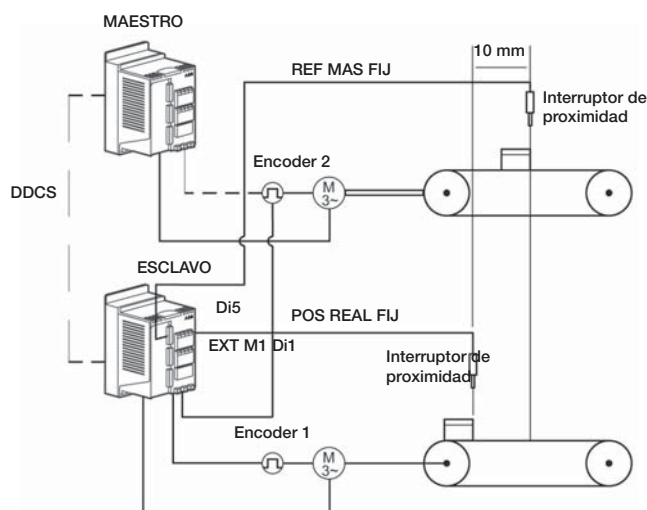 MAESTRO
10 mm
REF MAS FIJ
Interruptor de
proximidad
Encoder 2
M
3~
DDCS
ESCLAVO
Di5
POS REAL FIJ
EXT M1 Di1
Interruptor de
proximidad
Encoder 1
M
3~